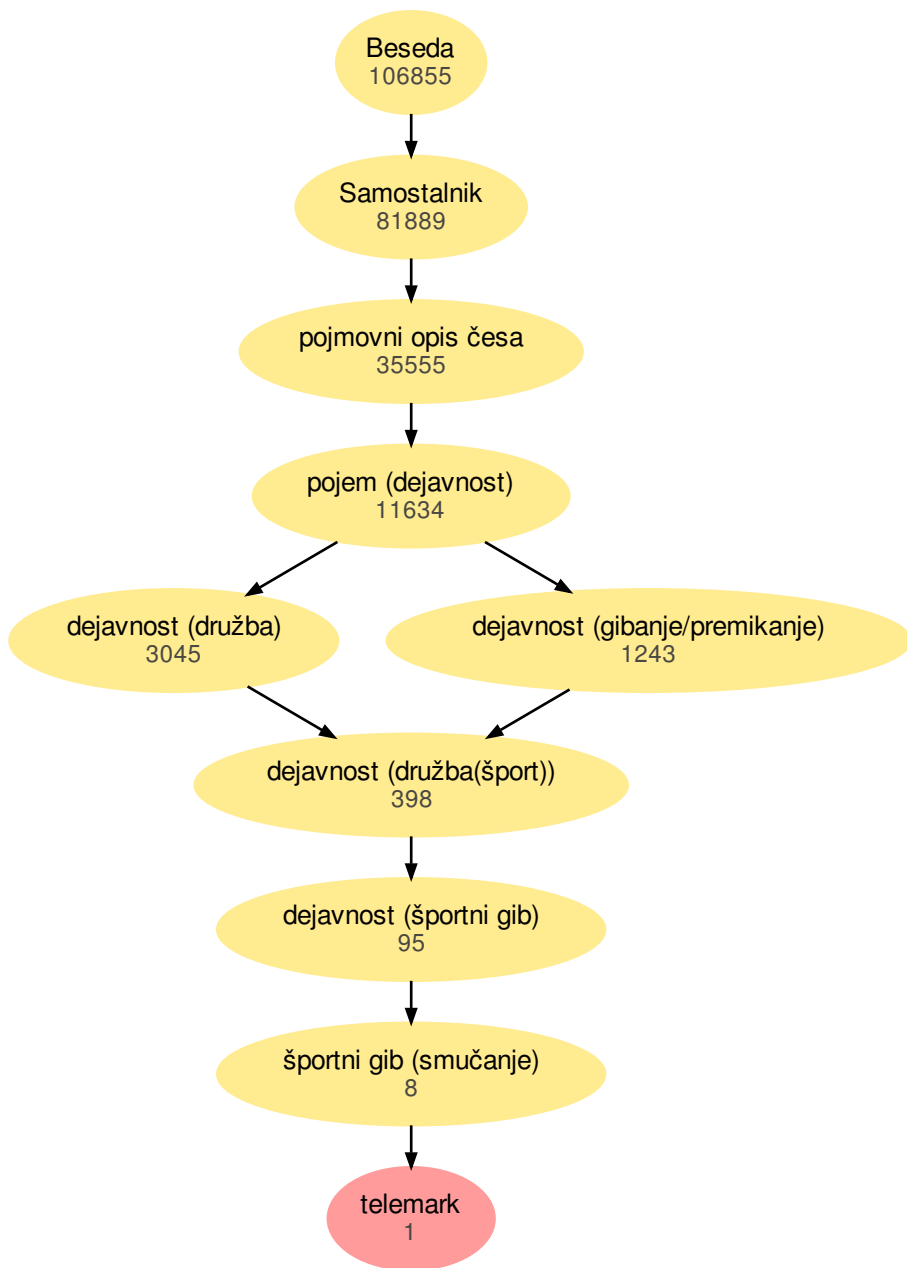 Beseda
106855
Samostalnik
81889
pojmovni opis česa
35555
pojem (dejavnost)
11634
dejavnost (družba)
3045
dejavnost (gibanje/premikanje)
1243
dejavnost (družba(šport))
398
dejavnost (športni gib)
95
športni gib (smučanje)
8
telemark
1